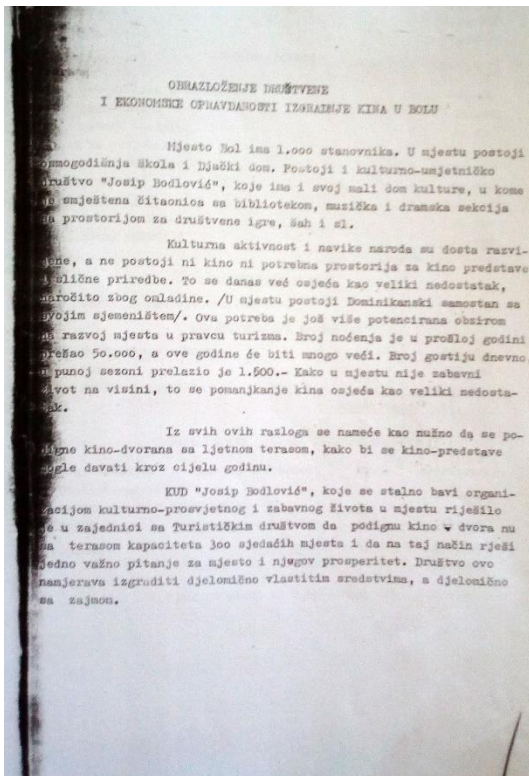 OBRAZLOŽENJE DRUŠTVENE
I EKONOMSKE OPRAVDANOSTI IZGRADNJE KINA U BOLU
Mjesto Bol ima 1.000 stanovnika. U mjestu postoji
osmogodišnja škola i Djački dom. Postoji i kulturno-umjetničko
društvo "Josip Bodlović", koje ima i svoj mali dom kulture, u kome
je smještena čitaonica sa bibliotekom, muzička i dramska sekcija
sa prostorijom za društvene igre, šah i sl.
Kulturna aktivnost i navike naroda su dosta razvi-
jene, a ne postoji ni kino ni potrebna prostorija za kino predstave
i slične priredbe. To se danas već osjeća kao veliki nedostatak,
naročito zbog omladine. /U mjestu postoji Dominikanski samostan sa
svojim sjemeništem/. Ova potreba je još više potencirana obzirom
na razvoj mjesta u pravcu turizma. Broj noćenja je u prošloj godini
prešao 50.000, a ove godine će biti mnogo veći. Broj gostiju dnevno
u punoj sezoni prelazio je 1.500.- Kako u mjestu nije zabavni
život na visini, to se pomanjkanje kina osjeća kao veliki nedosta-
tak.
Iz svih ovih razloga se nameće kao nužno da se po-
digne kino-dvorana sa ljetnom terasom, kako bi se kino-predstave
mogle davati kroz cijelu godinu.
KUD "Josip Bodlović", koje se stalno bavi organi-
zacijom kulturno-prosvjetnog i zabavnog života u mjestu riješilo
je u zajednici sa Turističkim društvom da podignu kino dvora nu
sa terasom kapaciteta 300 sjedaćih mjesta i da na taj način rješi
jedno važno pitanje za mjesto i njegov prosperitet. Društvo ovo
namjerava izgraditi djelomično vlastitim sredstvima, a djelomično
sa zajmom.